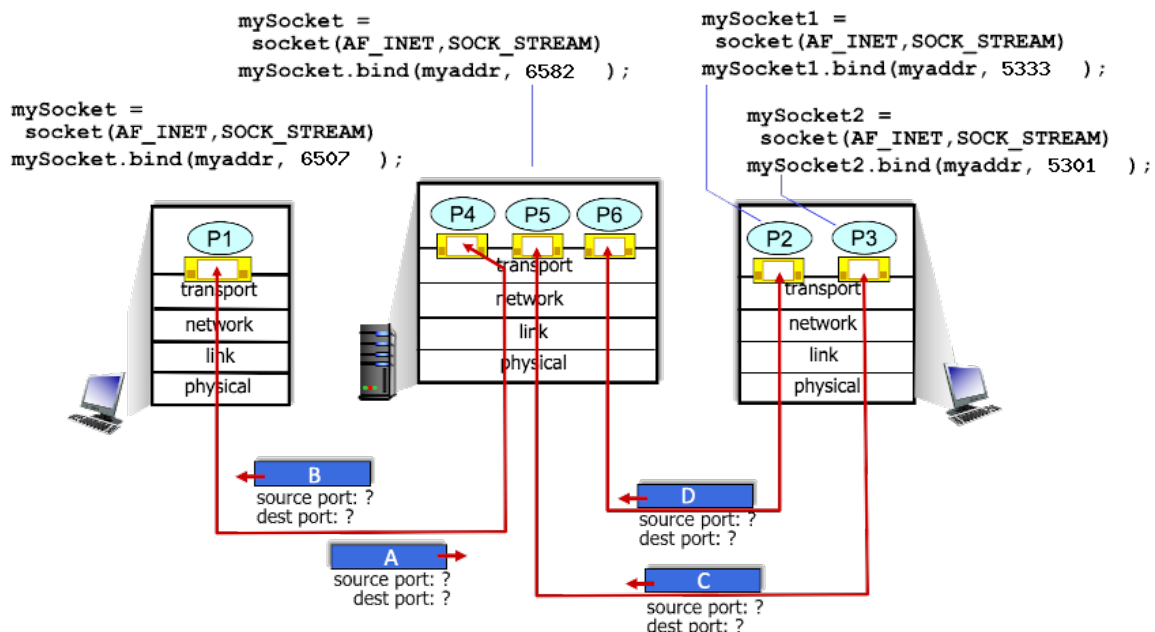 mySocket =
socket(AF_INET,SOCK_STREAM)
mySocket.bind(myaddr, 6582 );
mySocket1 =
socket(AF_INET,SOCK_STREAM)
mySocket1.bind(myaddr, 5333 );
mySocket =
socket(AF_INET,SOCK_STREAM)
mySocket.bind(myaddr, 6507 );
mySocket2 =
socket(AF_INET,SOCK_STREAM)
mySocket2.bind(myaddr, 5301 );
P1
transport
network
link
physical
P4 P5 P6
transport
network
link
physical
P2 P3
transport
network
link
physical
B
source port: ?
dest port: ?
A
source port: ?
dest port: ?
D
source port: ?
dest port: ?
C
source port: ?
dest port: ?